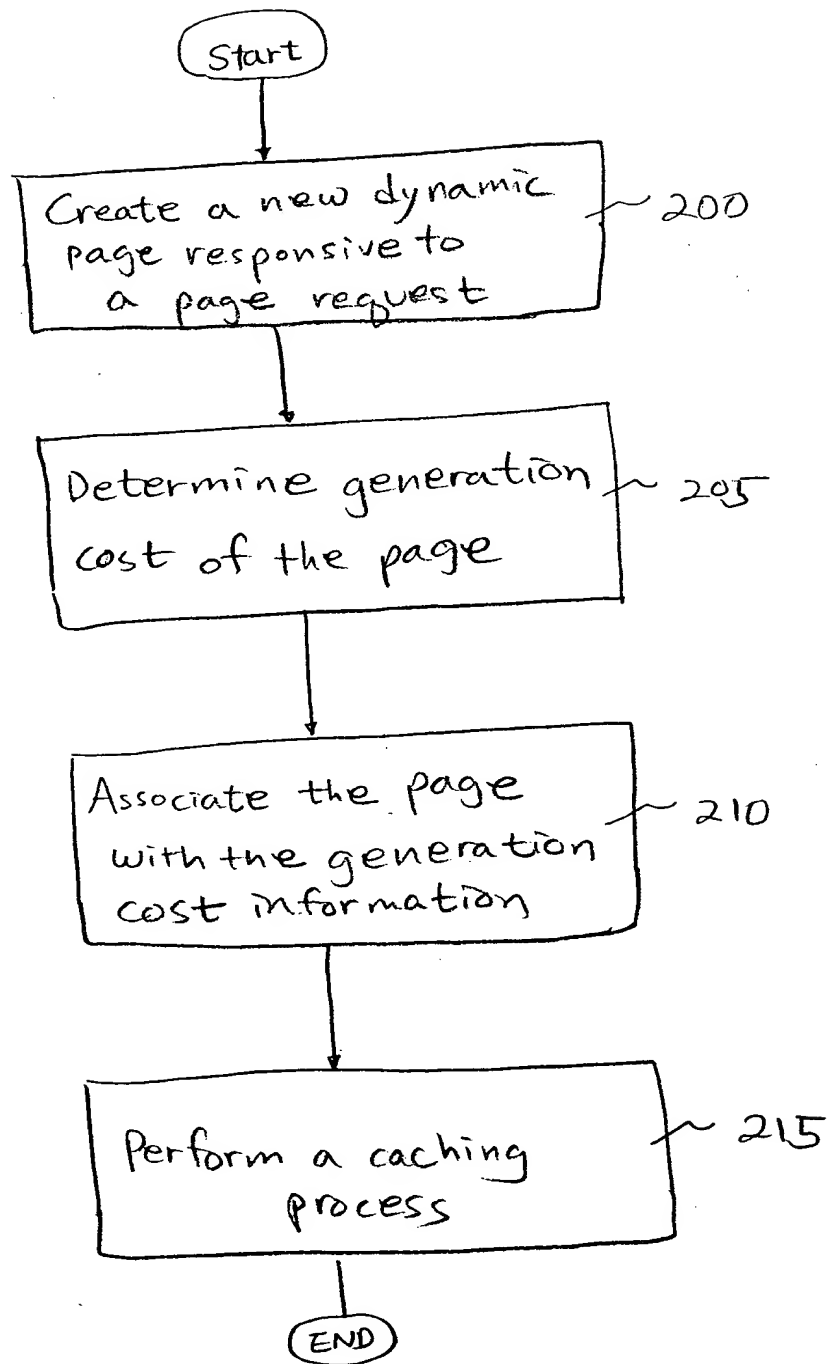 Start
Create a new dynamic
page responsive to
a page request
200
Determine generation
cost of the page
205
Associate the page
with the generation
cost information
210
Perform a caching
process
215
END